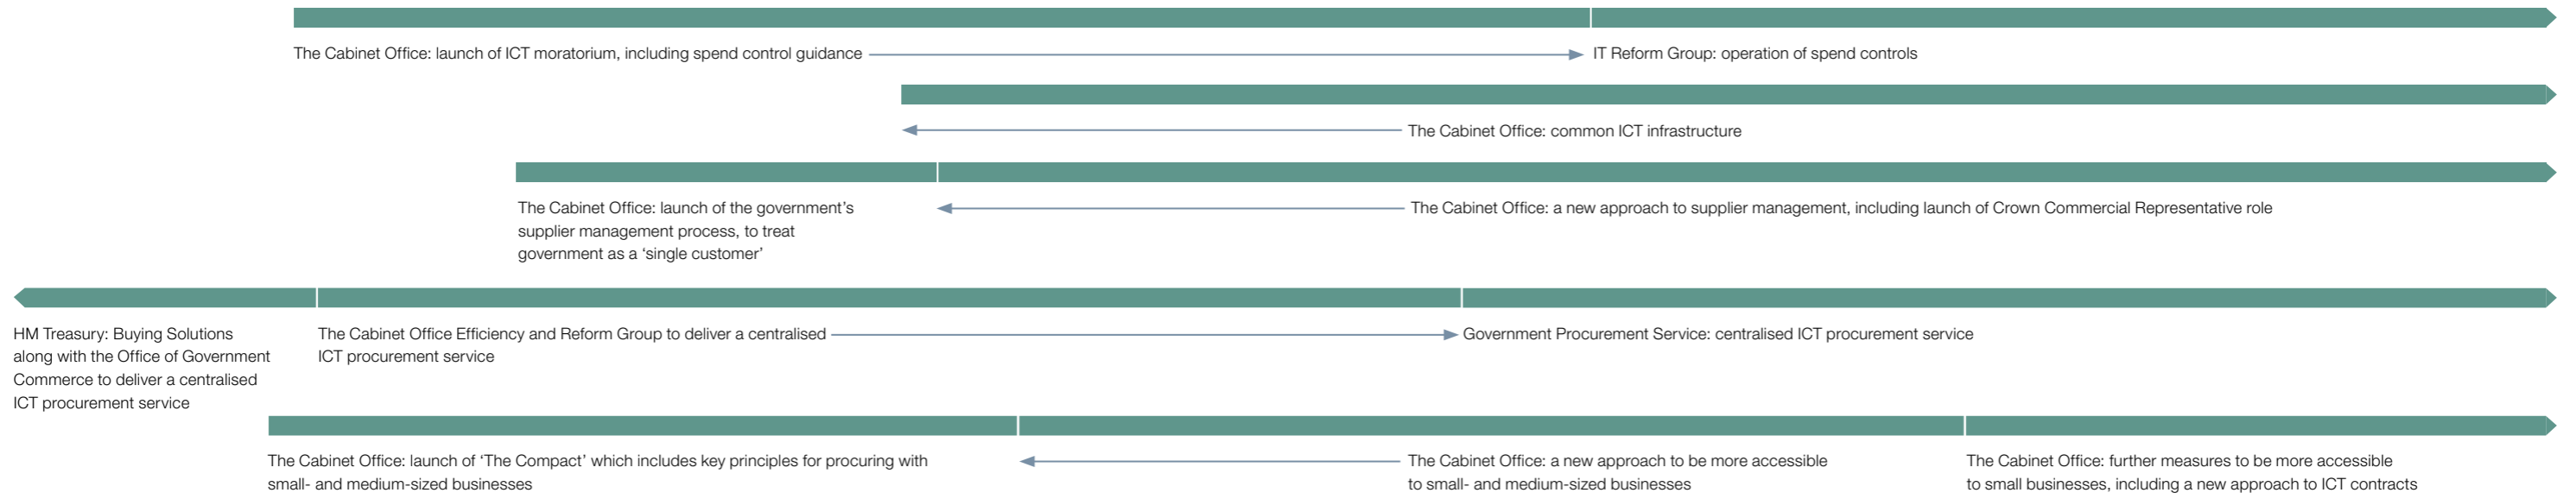 The Cabinet Office: launch of ICT moratorium, including spend control guidance
IT Reform Group: operation of spend controls
The Cabinet Office: common ICT infrastructure
The Cabinet Office: launch of the government’s
supplier management process, to treat
government as a ‘single customer’
The Cabinet Office: a new approach to supplier management, including launch of Crown Commercial Representative role
HM Treasury: Buying Solutions
along with the Office of Government
Commerce to deliver a centralised
ICT procurement service
The Cabinet Office Efficiency and Reform Group to deliver a centralised
ICT procurement service
Government Procurement Service: centralised ICT procurement service
The Cabinet Office: launch of ‘The Compact’ which includes key principles for procuring with
small- and medium-sized businesses
The Cabinet Office: a new approach to be more accessible
to small- and medium-sized businesses
The Cabinet Office: further measures to be more accessible
to small businesses, including a new approach to ICT contracts